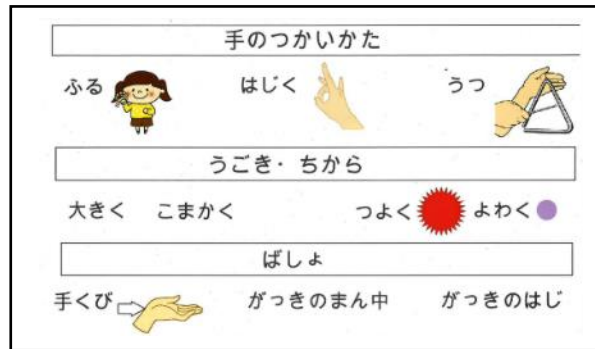 手のつかいかた
ふる はじく うつ
うごき・ちから
大きく こまかく つよく よわく
ばしょ
手くび がっきのまん中 がっきのはじ